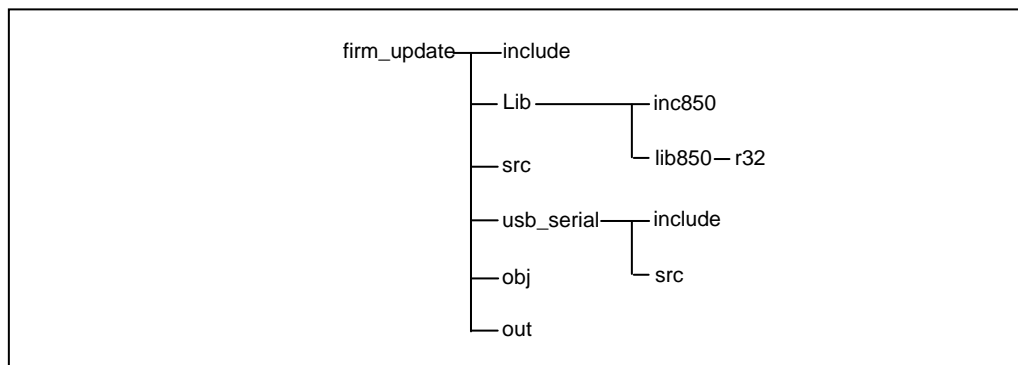 firm_update include
Lib inc850
lib850 r32
src
usb_serial include
src
obj
out